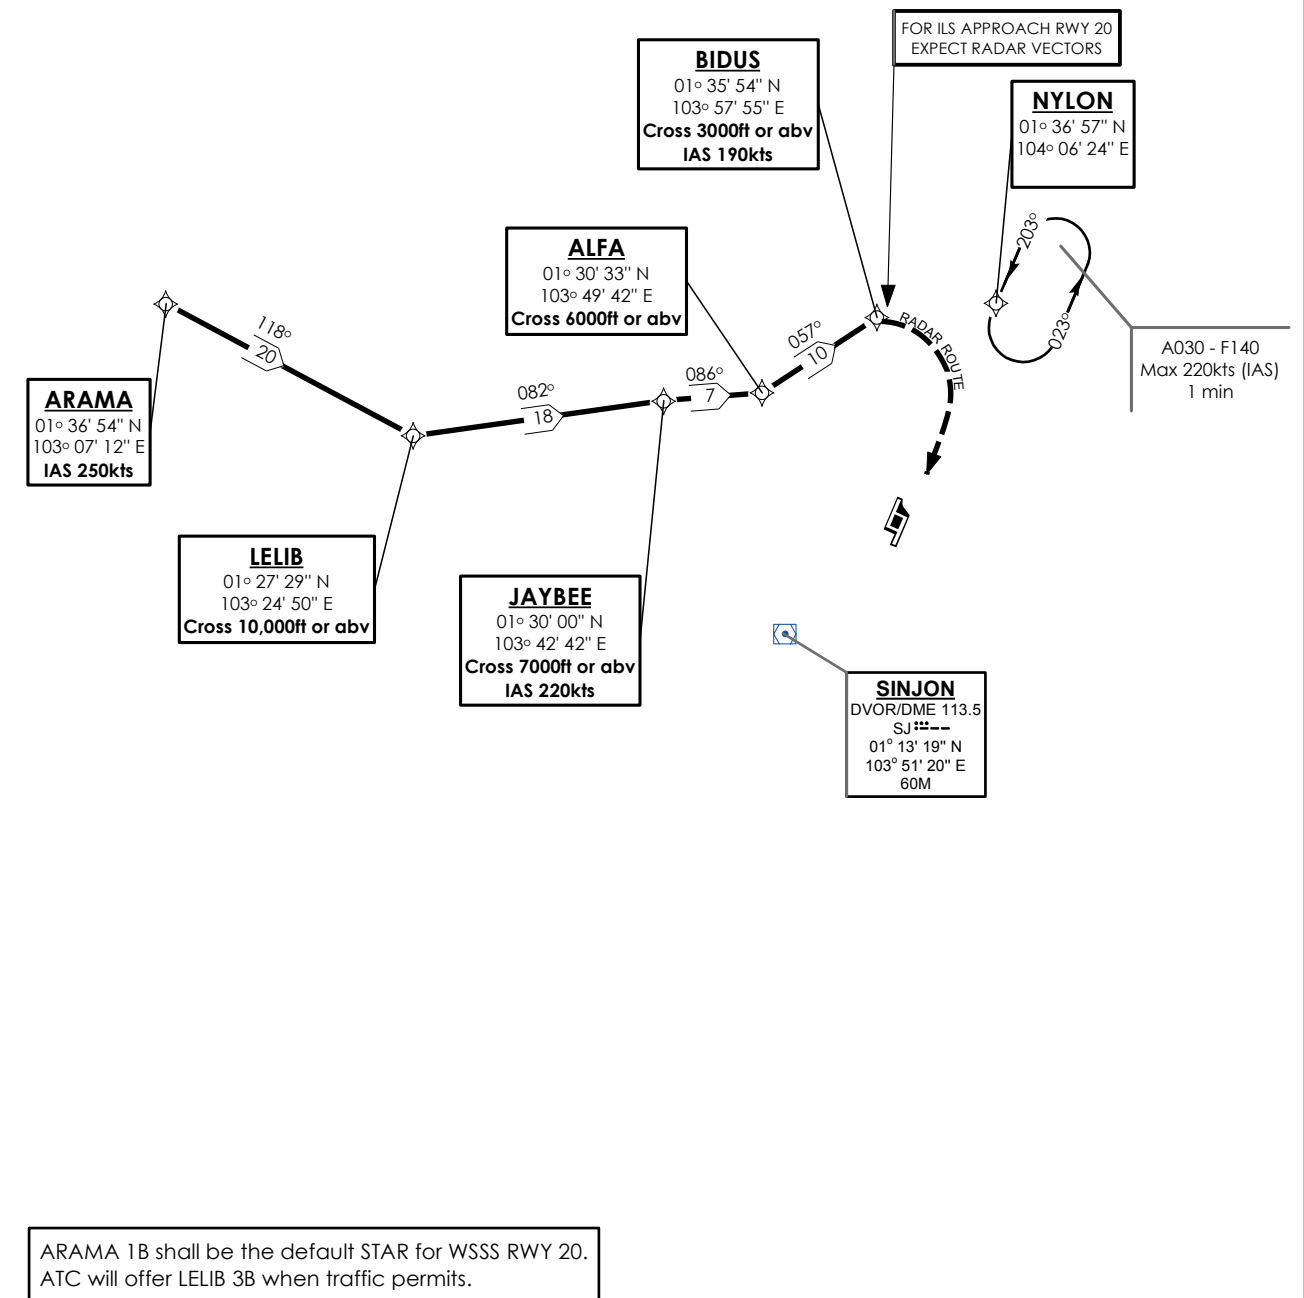 FOR ILS APPROACH RWY 20
EXPECT RADAR VECTORS
BIDUS
01° 35' 54" N
103° 57' 55" E
Cross 3000ft or abv
IAS 190kts
NYLON
01° 36' 57" N
104° 06' 24" E
ALFA
01° 30' 33" N
103° 49' 42" E
Cross 6000ft or abv
203°
023°
RADAR ROUTE
A030 - F140
Max 220kts (IAS)
1 min
118°
20
082°
18
086°
7
057°
10
ARAMA
01° 36' 54" N
103° 07' 12" E
IAS 250kts
LELIB
01° 27' 29" N
103° 24' 50" E
Cross 10,000ft or abv
JAYBEE
01° 30' 00" N
103° 42' 42" E
Cross 7000ft or abv
IAS 220kts
SINJON
DVOR/DME 113.5
SJ
01° 13' 19" N
103° 51' 20" E
60M
ARAMA 1B shall be the default STAR for WSSS RWY 20.
ATC will offer LELIB 3B when traffic permits.